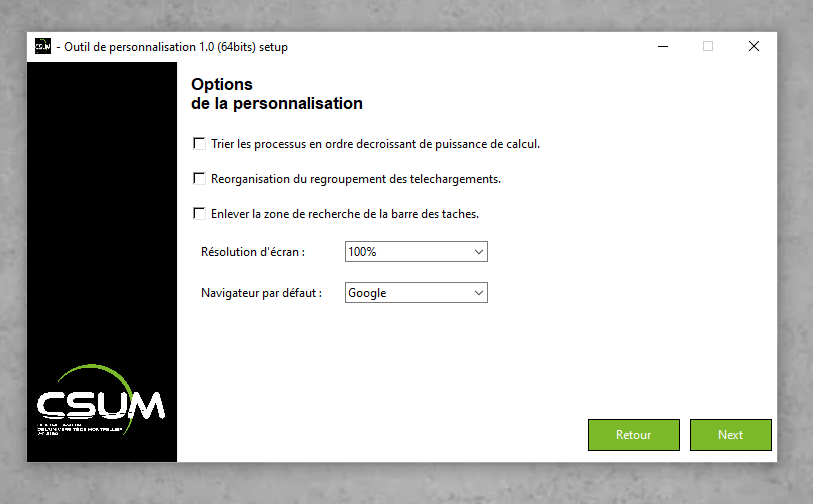 CSUM
- Outil de personnalisation 1.0 (64bits) setup
Options
de la personnalisation
Trier les processus en ordre decroissant de puissance de calcul.
Reorganisation du regroupement des telechargements.
Enlever la zone de recherche de la barre des taches.
Résolution d'écran : 100%
Navigateur par défaut : Google
CSUM
Retour Next